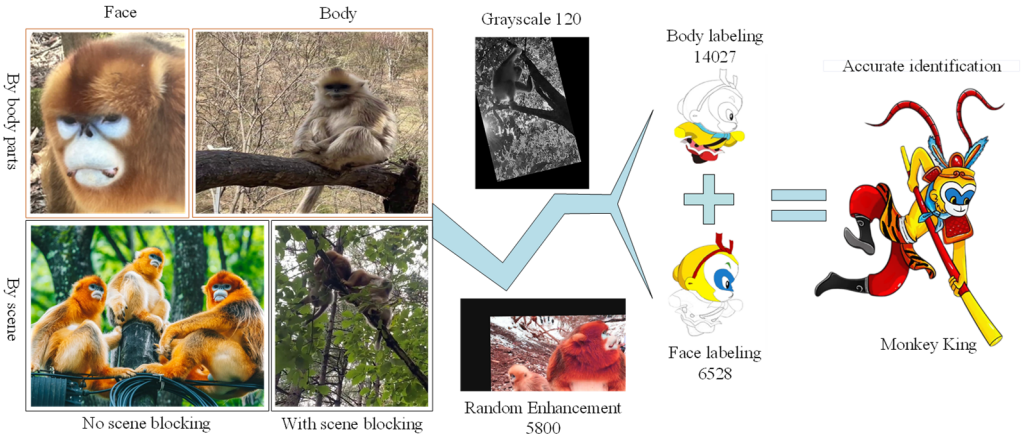 Face
Body
Grayscale 120
Body labeling
14027
Accurate identification
By body parts
By scene
No scene blocking
With scene blocking
Random Enhancement
5800
Face labeling
6528
Monkey King